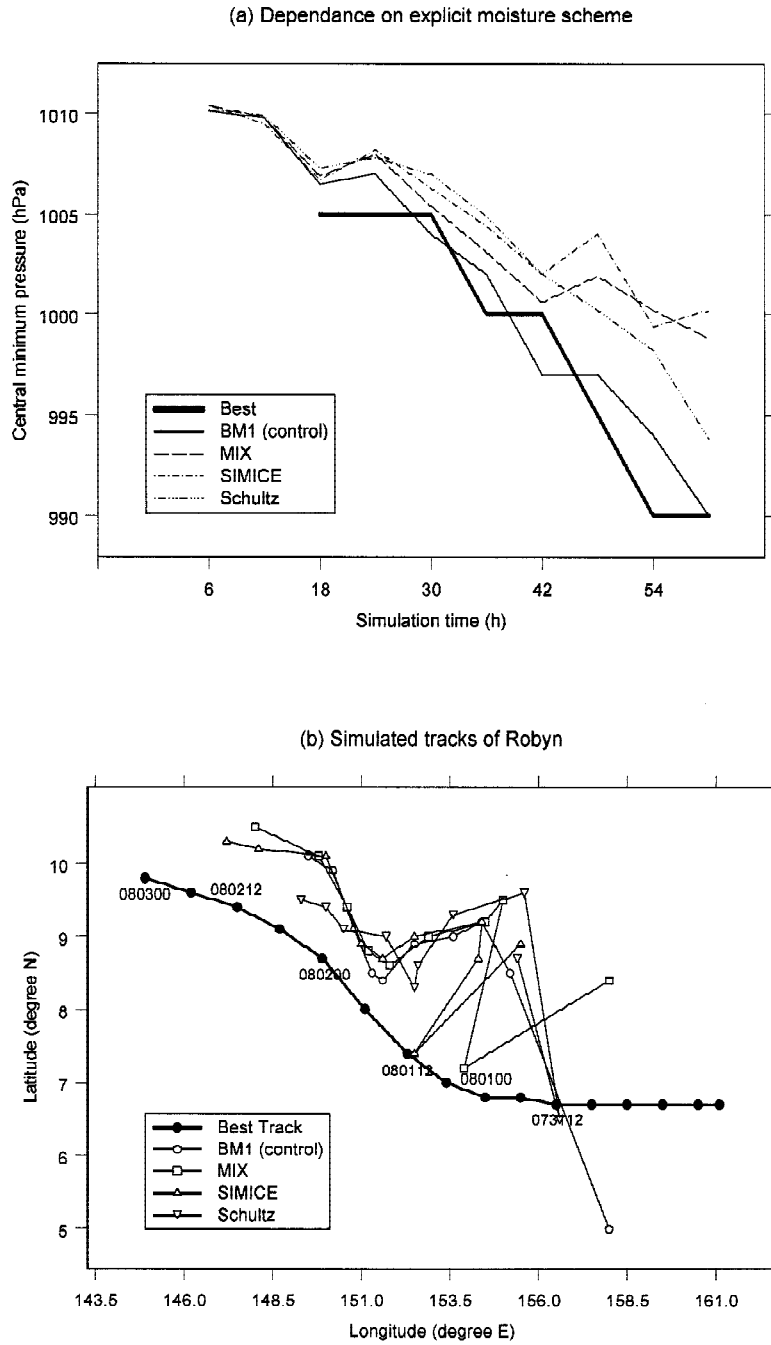 (a) Dependance on explicit moisture scheme
Central minimum pressure (hPa)
1010
1005
1000
995
990
Best
BM1 (control)
MIX
SIMICE
Schultz
6
18
30
42
54
Simulation time (h)
(b) Simulated tracks of Robyn
Latitude (degree N)
10
9
8
7
6
5
080300
080212
080200
080112
080100
073112
Best Track
BM1 (control)
MIX
SIMICE
Schultz
143.5
146.0
148.5
151.0
153.5
156.0
158.5
161.0
Longitude (degree E)